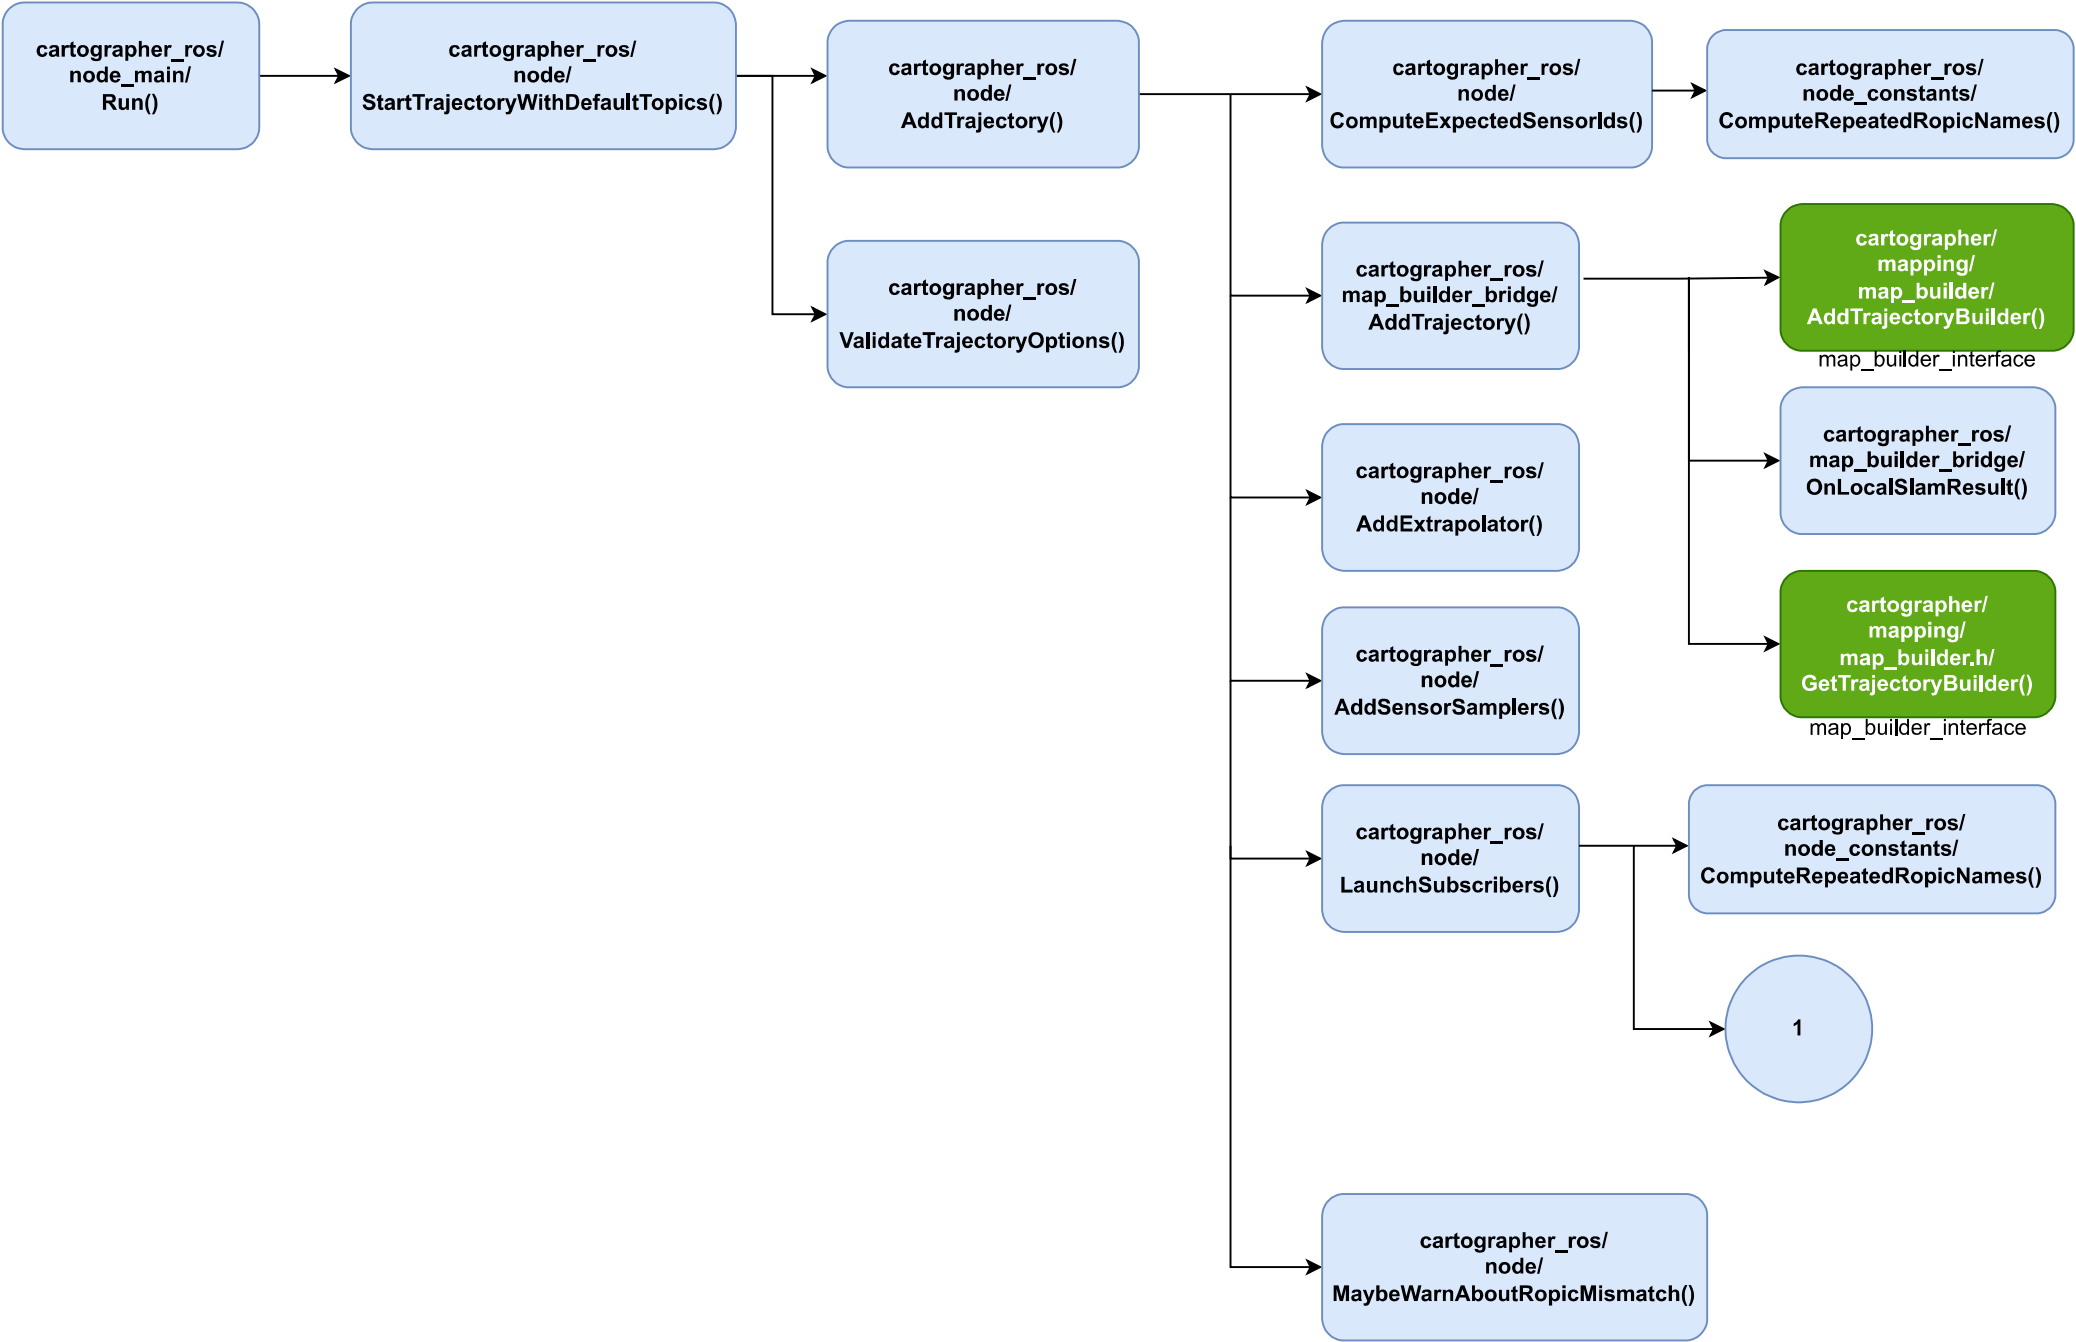 cartographer_ros/
node_main/
Run()
cartographer_ros/
node/
StartTrajectoryWithDefaultTopics()
cartographer_ros/
node/
AddTrajectory()
cartographer_ros/
node/
ComputeExpectedSensorIds()
cartographer_ros/
node_constants/
ComputeRepeatedRopicNames()
cartographer_ros/
node/
ValidateTrajectoryOptions()
cartographer_ros/
map_builder_bridge/
AddTrajectory()
cartographer/
mapping/
map_builder/
AddTrajectoryBuilder()
map_builder_interface
cartographer_ros/
map_builder_bridge/
OnLocalSlamResult()
cartographer_ros/
node/
AddExtrapolator()
cartographer/
mapping/
map_builder.h/
GetTrajectoryBuilder()
map_builder_interface
cartographer_ros/
node/
AddSensorSamplers()
cartographer_ros/
node/
LaunchSubscribers()
cartographer_ros/
node_constants/
ComputeRepeatedRopicNames()
1
cartographer_ros/
node/
MaybeWarnAboutRopicMismatch()